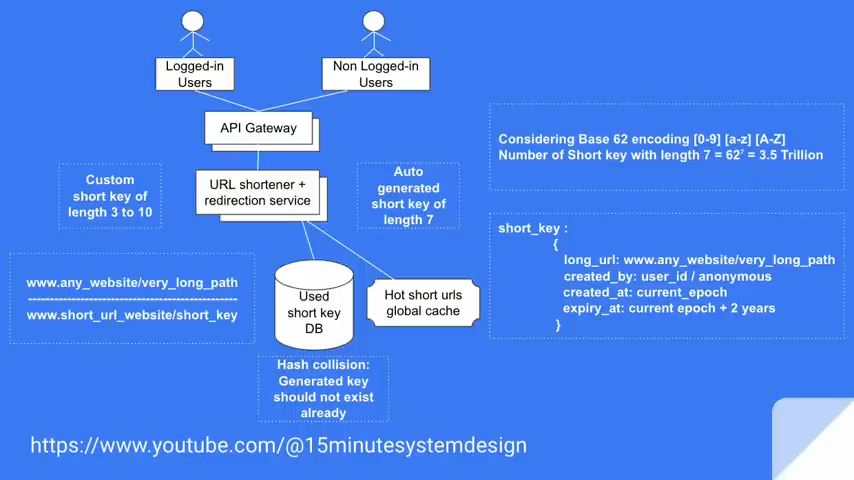 Logged-in
Users
Non Logged-in
Users
API Gateway
Considering Base 62 encoding [0-9] [a-z] [A-Z]
Number of Short key with length 7 = 62⁷ = 3.5 Trillion
Custom
short key of
length 3 to 10
URL shortener +
redirection service
Auto
generated
short key of
length 7
short_key :
{
long_url: www.any_website/very_long_path
created_by: user_id / anonymous
created_at: current_epoch
expiry_at: current epoch + 2 years
}
www.any_website/very_long_path
------------------------------------------------
www.short_url_website/short_key
Used
short key
DB
Hot short urls
global cache
Hash collision:
Generated key
should not exist
already
https://www.youtube.com/@15minutesystemdesign